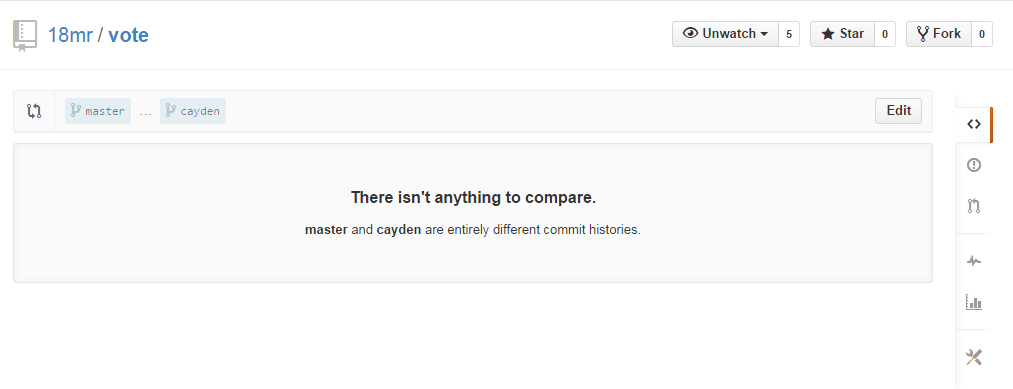 18mr / vote
Unwatch 5 Star 0 Fork 0
master ... cayden Edit
There isn't anything to compare.
master and cayden are entirely different commit histories.